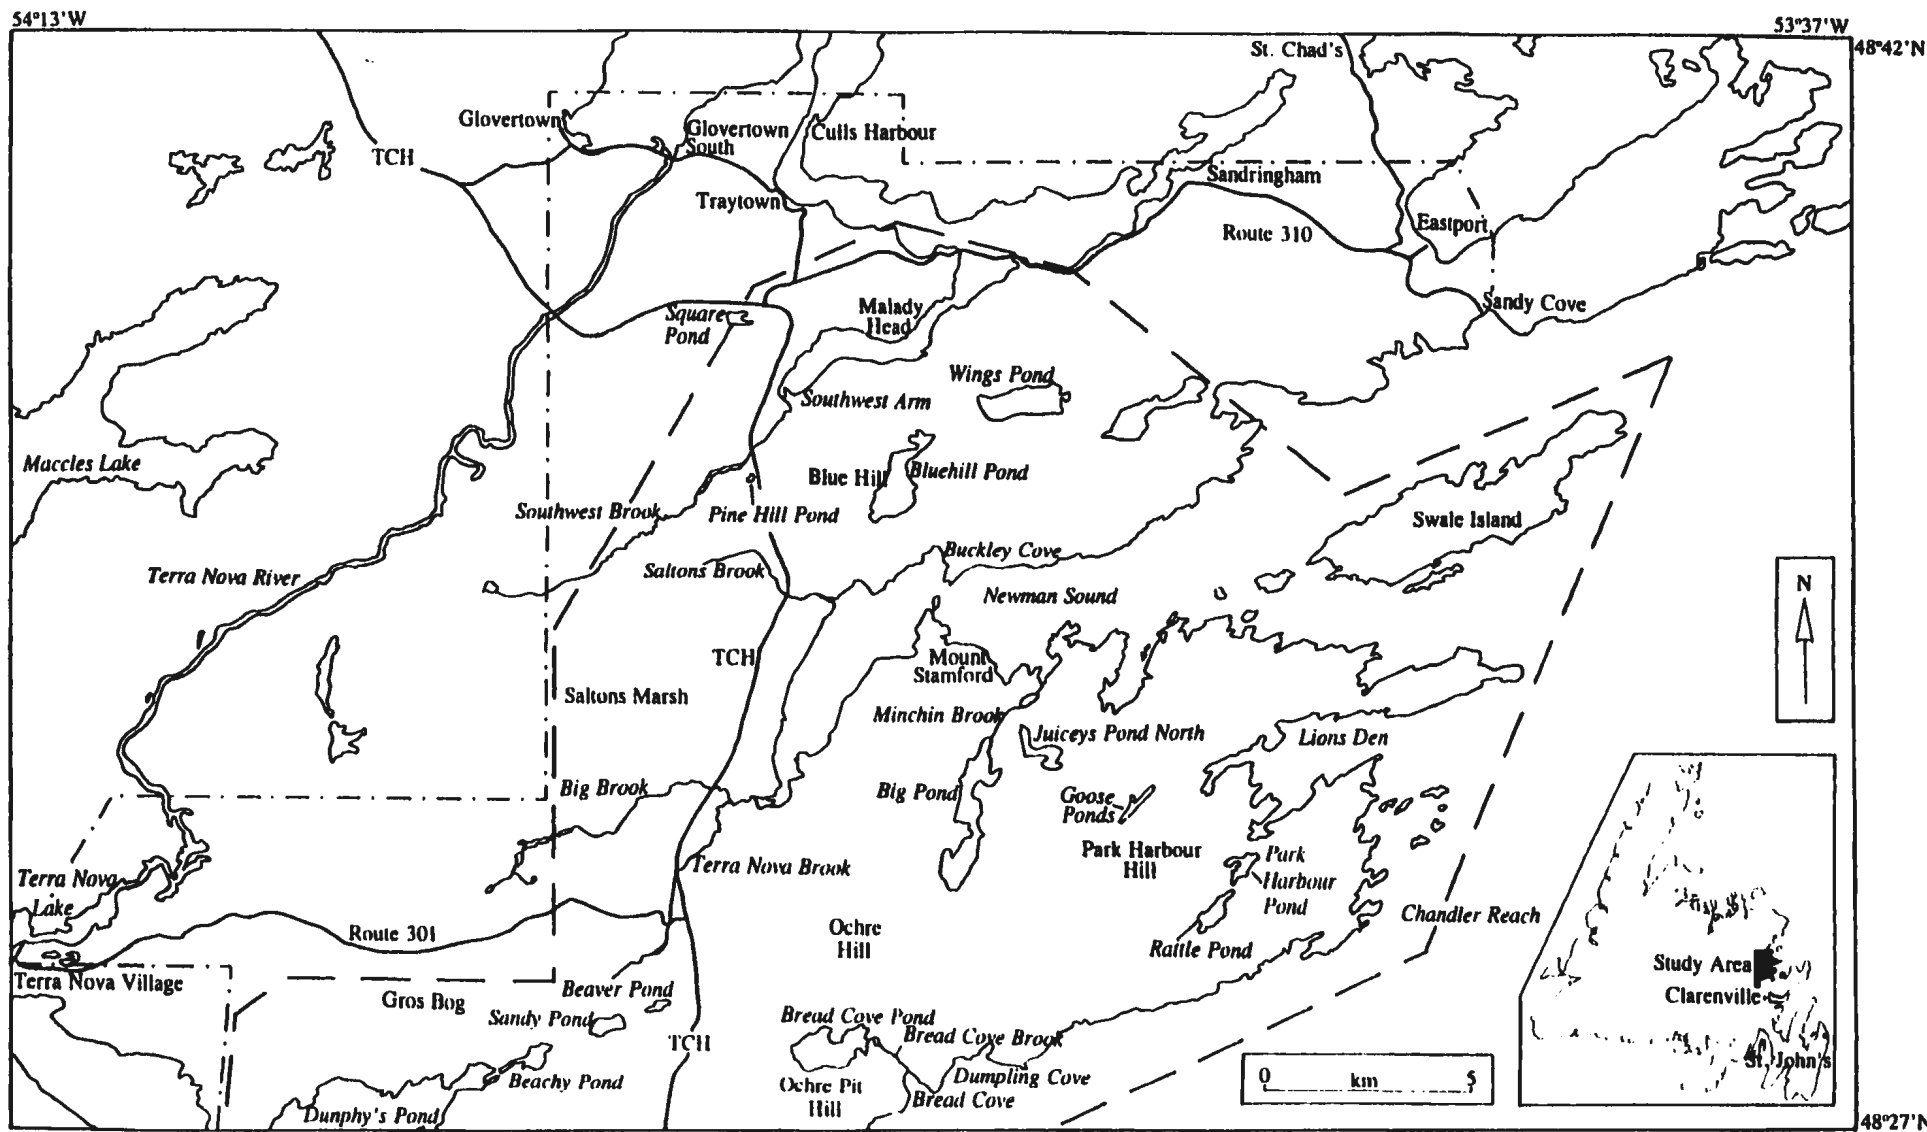 54°13'W
53°37'W
48°42'N
St. Chad's
Glovertown
Glovertown
South
Culls Harbour
TCH
Sandringham
Traytown
Eastport
Route 310
Sandy Cove
Malady
Head
Square
Pond
Wings Pond
Southwest Arm
Maccles Lake
Blue Hill
Bluehill Pond
Southwest Brook
Pine Hill Pond
Swale Island
Buckley Cove
Saltons Brook
Terra Nova River
Newman Sound
N
TCH
Mount
Stamford
Saltons Marsh
Minchin Brook
Juiceys Pond North
Lions Den
Big Brook
Big Pond
Goose
Ponds
Park Harbour
Hill
Park
Harbour
Pond
Terra Nova Brook
Terra Nova
Lake
Chandler Reach
Route 301
Ochre
Hill
Rattle Pond
Study Area
Clarenville
Terra Nova Village
Gros Bog
Beaver Pond
Sandy Pond
Bread Cove Pond
Bread Cove Brook
TCH
St. John's
Beachy Pond
Ochre Pit
Hill
Dumpling Cove
Bread Cove
0 km 5
Dunphy's Pond
48°27'N